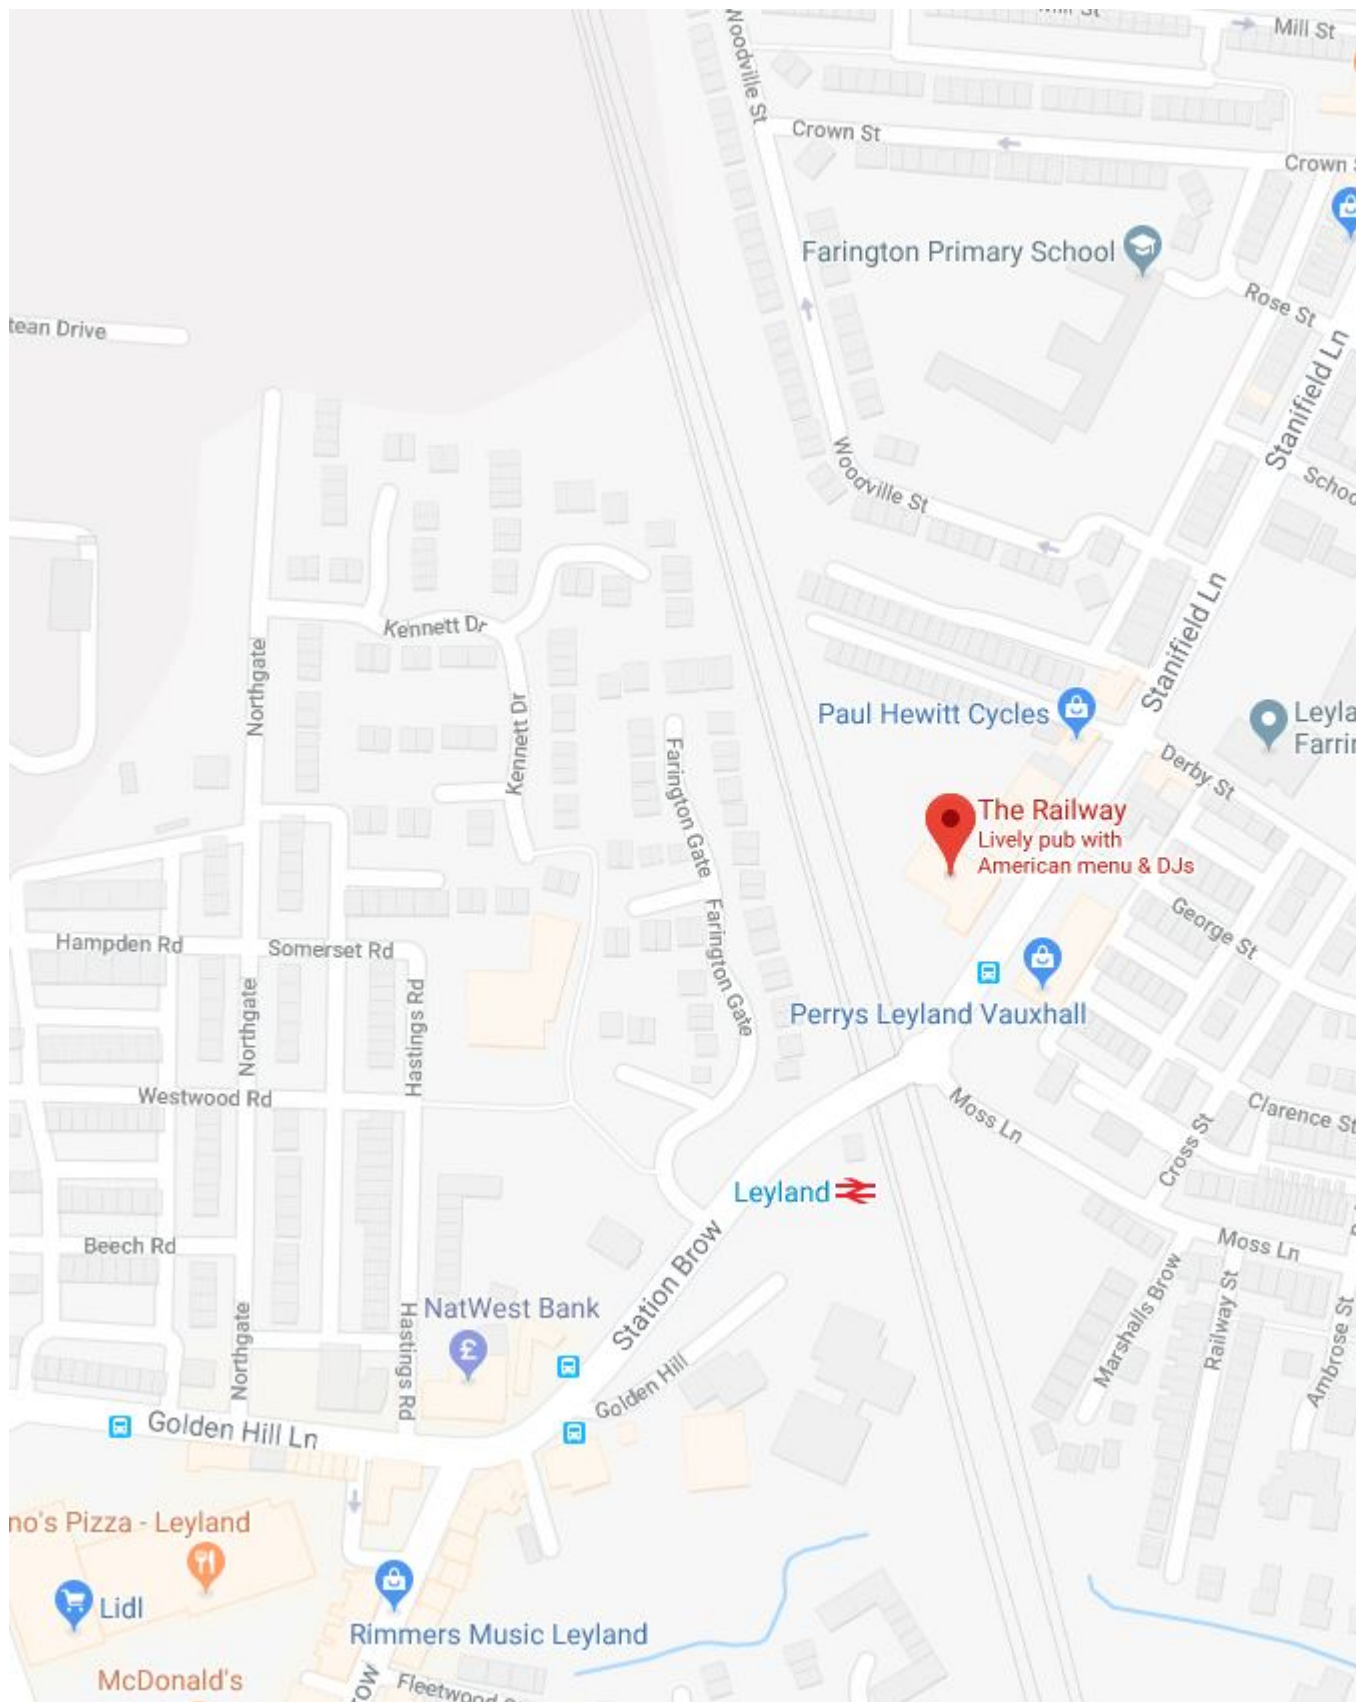 Mill St
Woodville St
Crown St
Crown
Farington Primary School
Rose St
tean Drive
Stanifield Ln
Woodville St
Schoo
Kennett Dr
Stanifield Ln
Northgate
Kennett Dr
Paul Hewitt Cycles
Leyla
Farrin
Farington Gate
Derby St
The Railway
Lively pub with
American menu & DJs
George St
Hampden Rd
Somerset Rd
Farington Gate
Northgate
Hastings Rd
Perrys Leyland Vauxhall
Westwood Rd
Moss Ln
Clarence St
Cross St
Leyland
Beech Rd
Station Brow
Moss Ln
NatWest Bank
£
Marshalls Brow
Railway St
Ambrose St
Northgate
Hastings Rd
Golden Hill
Golden Hill Ln
no's Pizza - Leyland
Lidl
Rimmers Music Leyland
McDonald's
row
Fleetwood